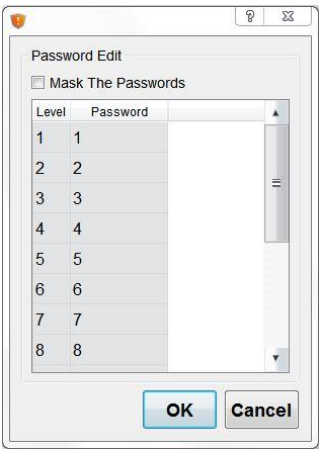 Password Edit
Mask The Passwords
Level Password
1 1
2 2
3 3
4 4
5 5
6 6
7 7
8 8
OK Cancel